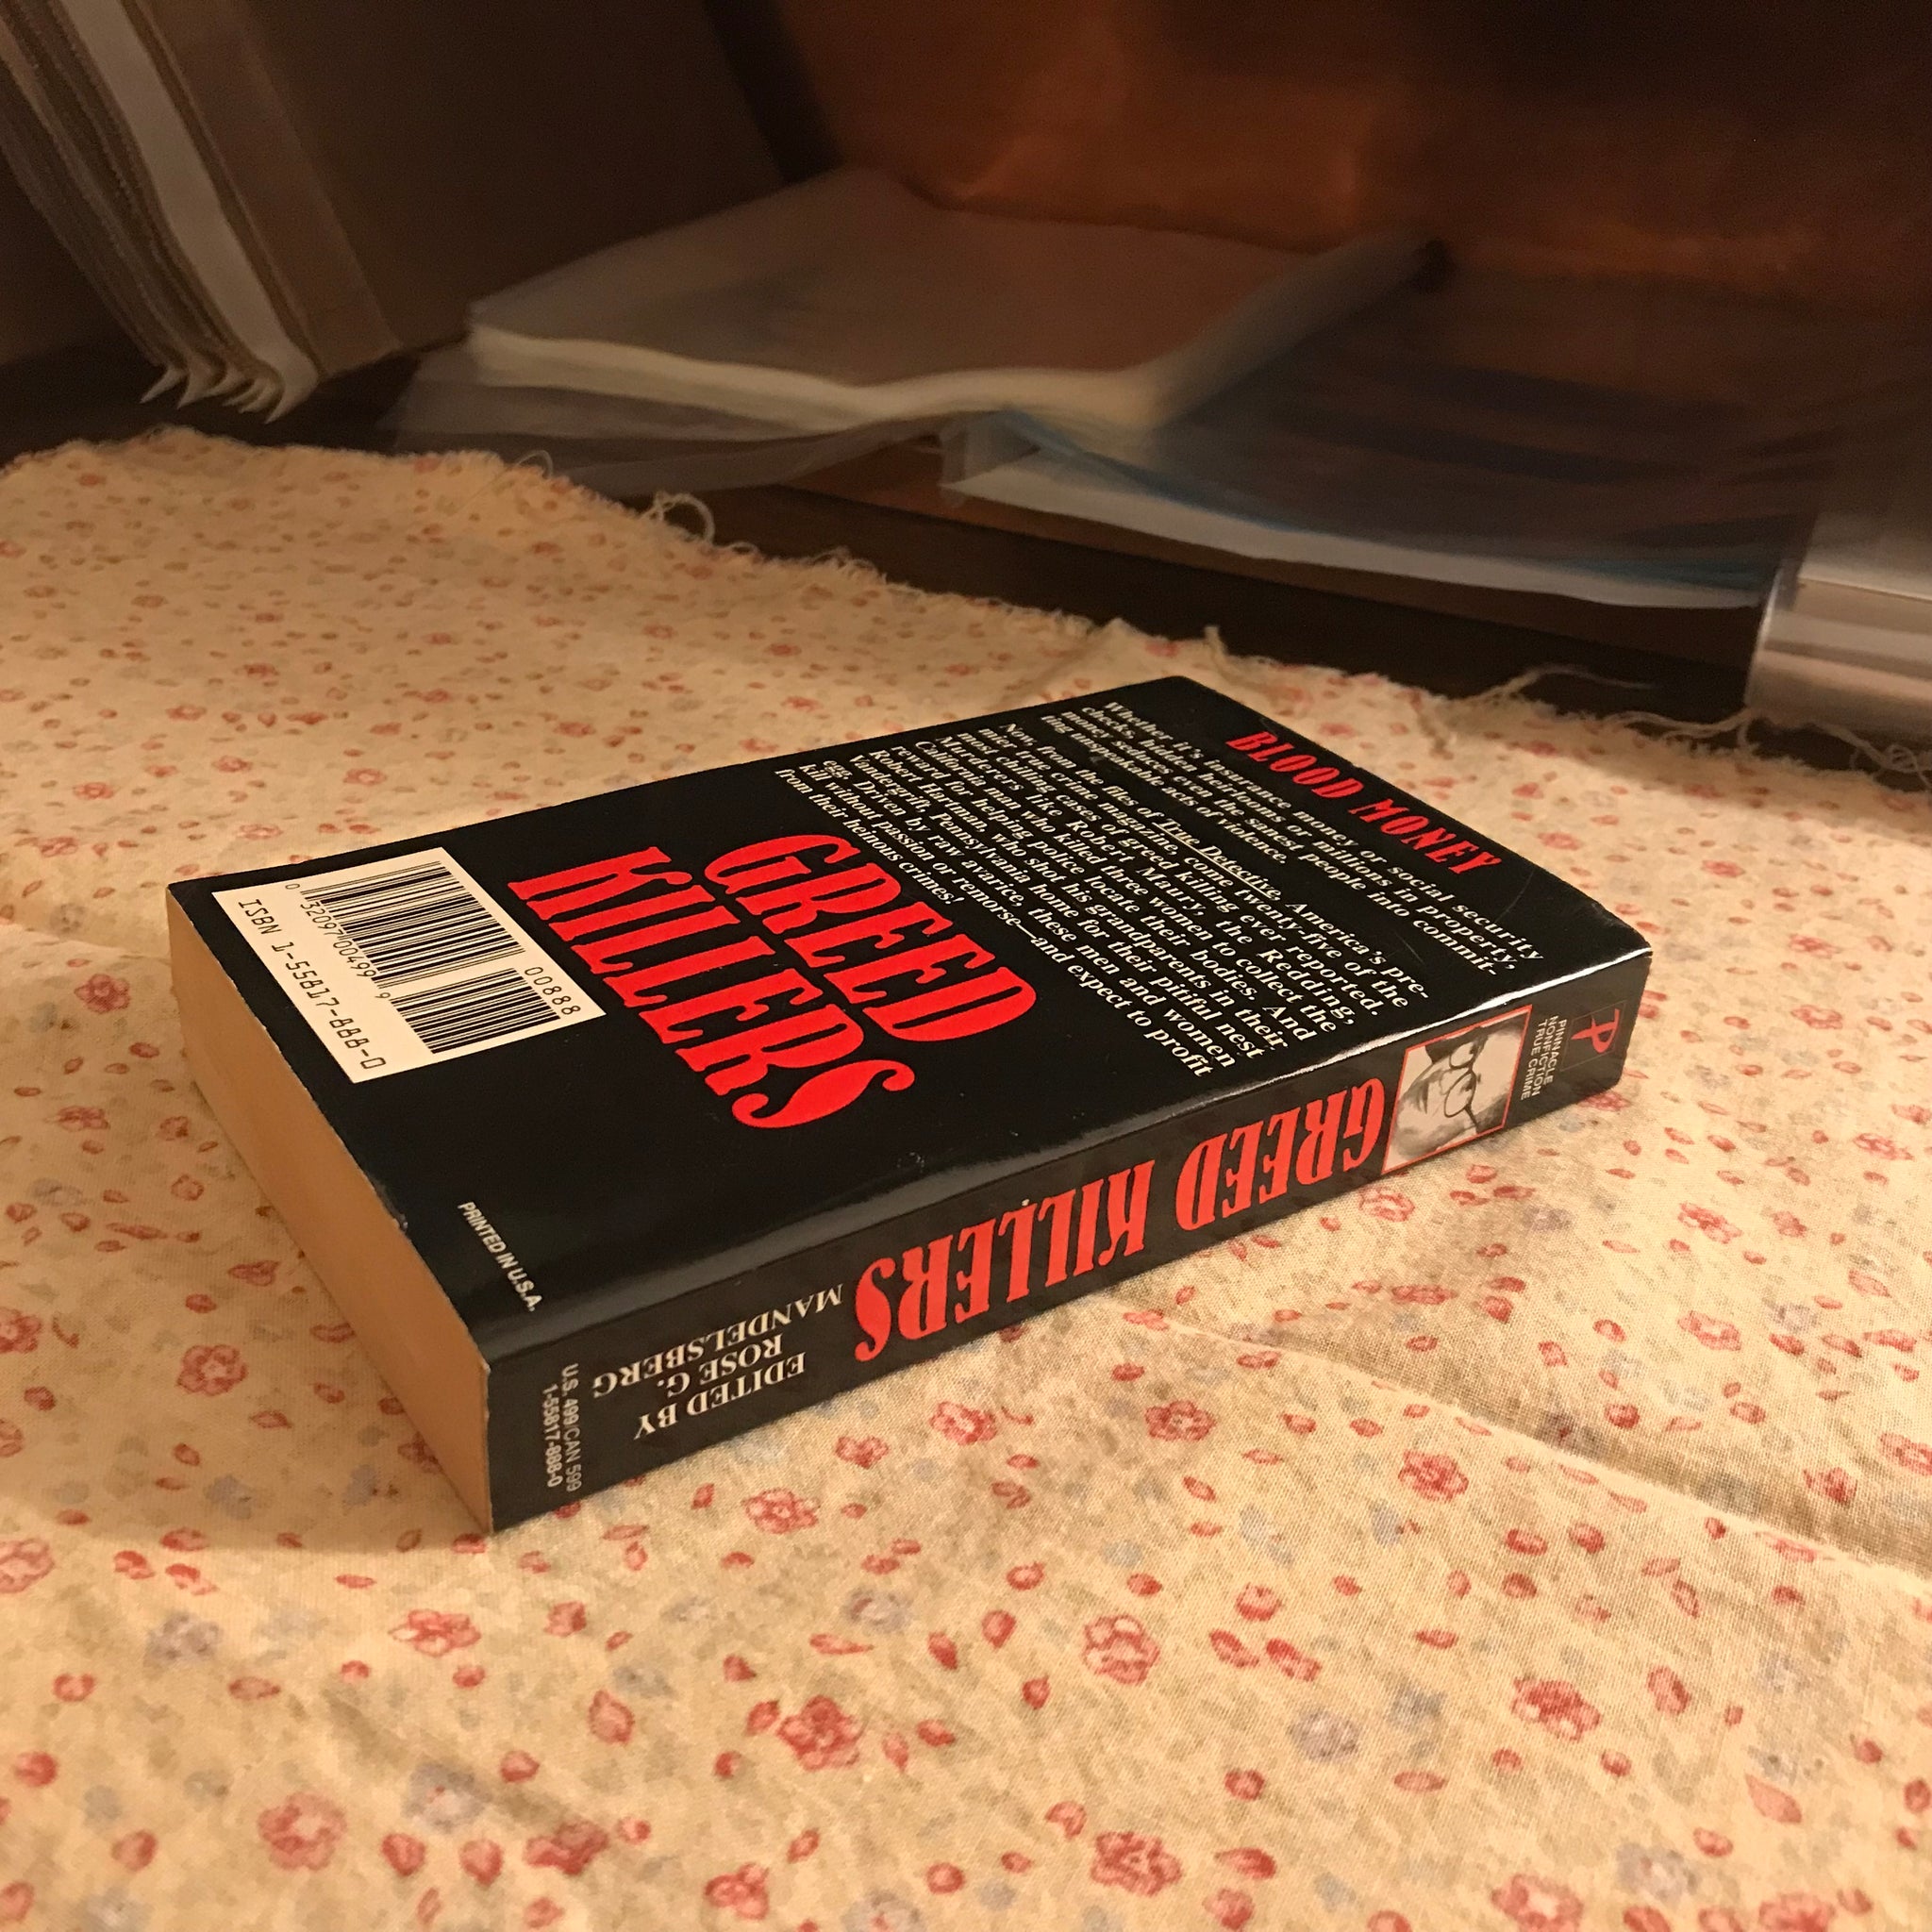 BLOOD MONEY
Whether it's insurance money or social security
checks, hidden heirlooms or millions in property,
money seduces even the sanest people into commit-
ting unspeakable acts of violence.
Now, from the files of True Detective, America's pre-
mier true crime magazine, come twenty-five of the
most chilling cases of greed killing ever reported.
Murderers like Robert Maury, the Redding,
California man who killed three women to collect the
reward for helping police locate their bodies. And
Robert Hartman, who shot his grandparents in their
Vandergrift, Pennsylvania home for their pitiful nest
egg. Driven by raw avarice, these men and women
kill without passion or remorse—and expect to profit
from their heinous crimes!
GREED
KILLERS
00888
0 32097 00499 9
ISBN 1-55817-888-0
PRINTED IN U.S.A.
P
PINNACLE
NONFICTION
TRUE CRIME
GREED KILLERS
EDITED BY
ROSE G.
MANDELSBERG
U.S. 499/CAN 599
1-55817-888-0